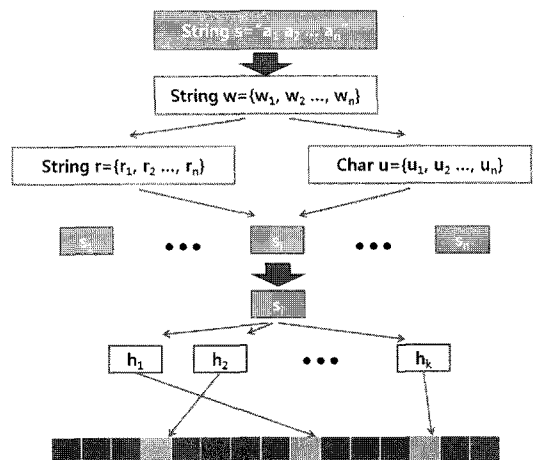 String s="a₁ a₂ ... aₙ"
String w={w₁, w₂ ..., wₙ}
String r={r₁, r₂ ..., rₙ}
Char u={u₁, u₂ ..., uₙ}
••• •••
•••
h₁ h₂ ••• hₖ